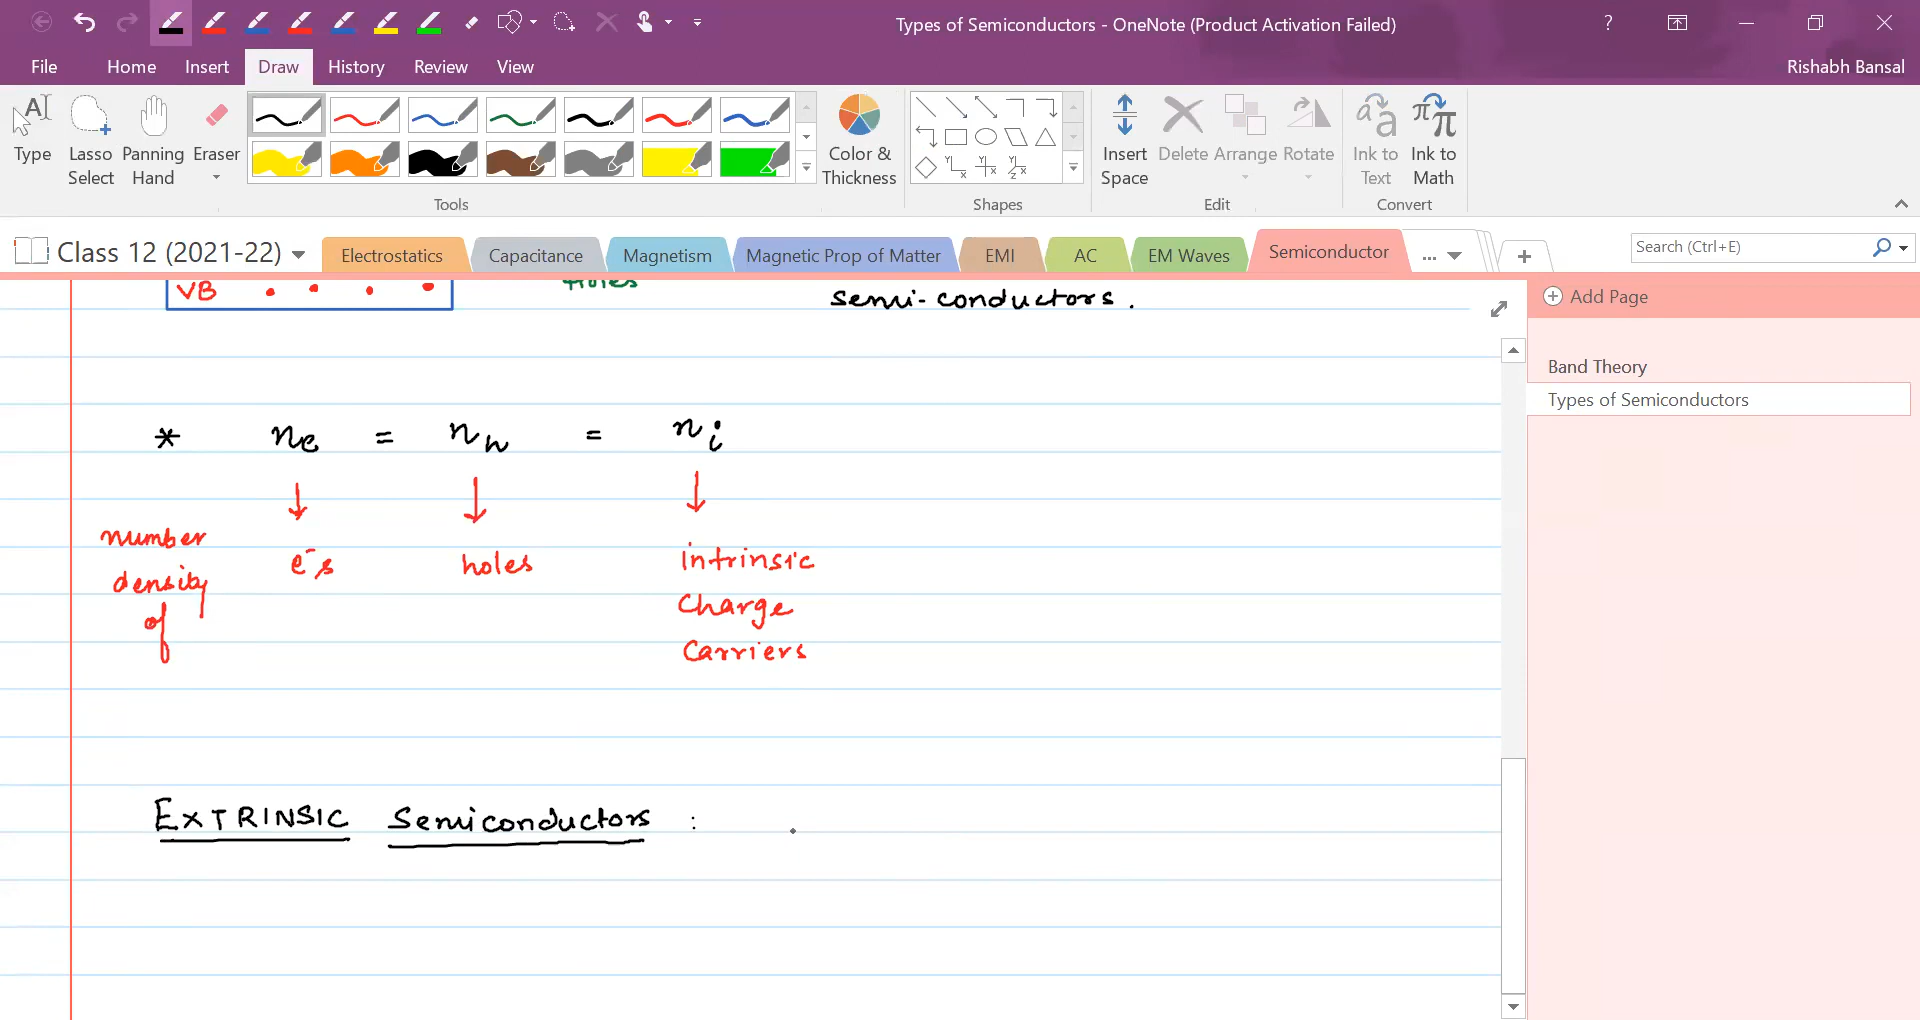 Types of Semiconductors - OneNote (Product Activation Failed)
?
File Home Insert Draw History Review View
Rishabh Bansal
Type
Lasso Select
Panning Hand
Eraser
Color & Thickness
Insert Space
Delete
Arrange
Rotate
Ink to Text
Ink to Math
Tools
Shapes
Edit
Convert
Class 12 (2021-22)
Electrostatics Capacitance Magnetism Magnetic Prop of Matter EMI AC EM Waves Semiconductor ...
Search (Ctrl+E)
Add Page
Band Theory
Types of Semiconductors
VB
Holes
Semi-conductors.
* ne = nh = ni
↓ ↓ ↓
number density of
e⁻s
holes
intrinsic
Charge
Carriers
EXTRINSIC Semiconductors :